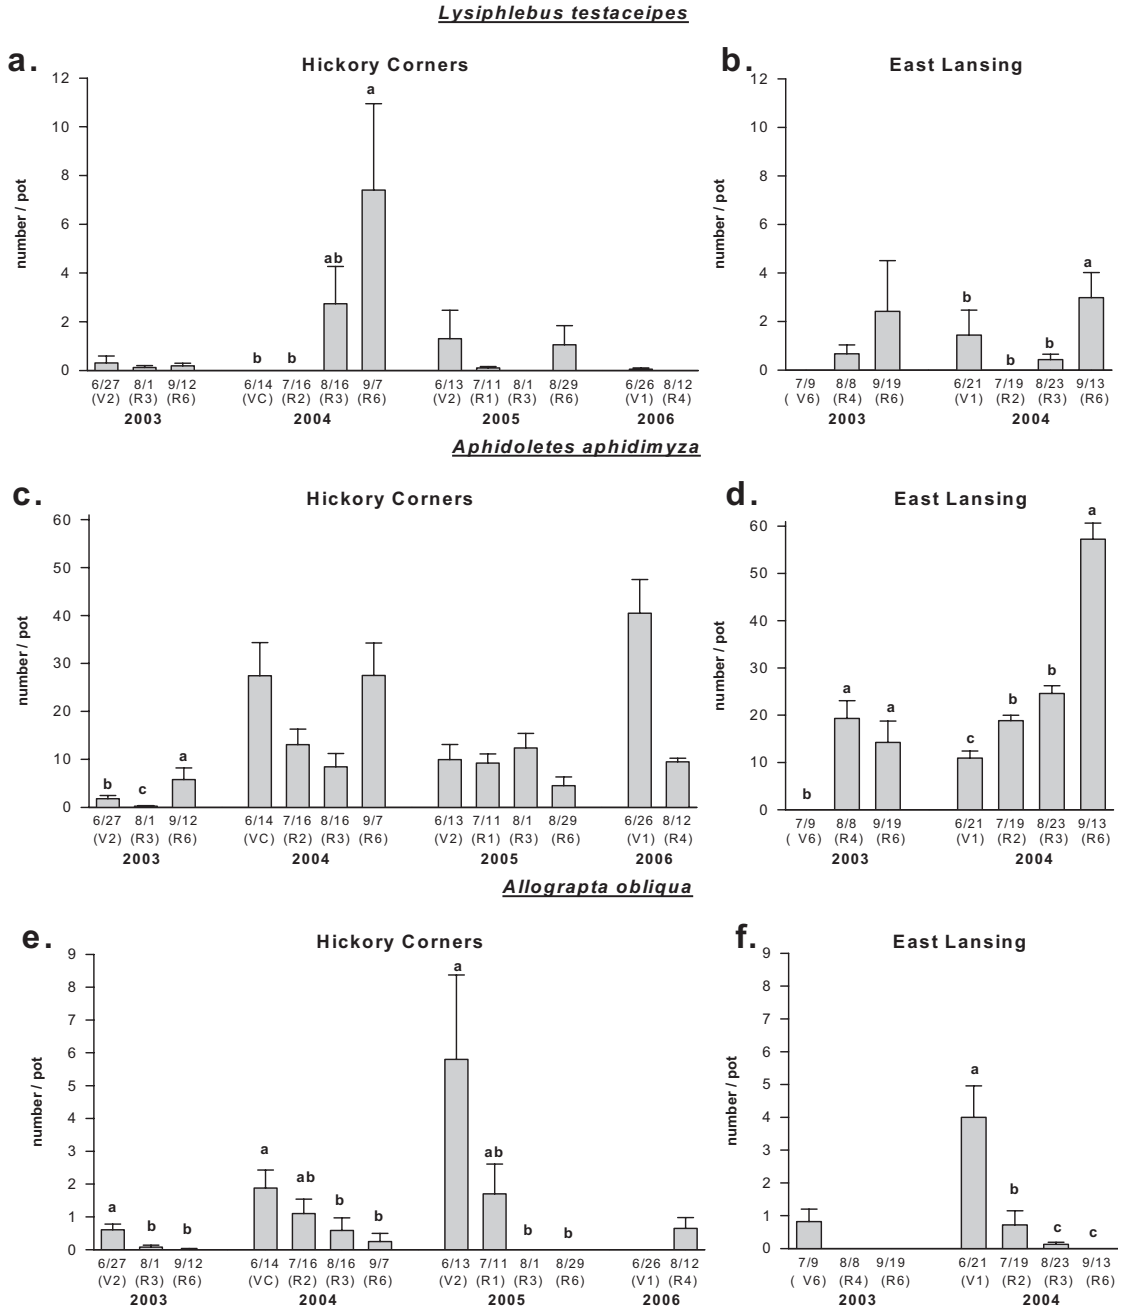 Lysiphlebus testaceipes
a.
Hickory Corners
12
10
8
6
4
2
0
number / pot
a
ab
b b
6/27 8/1 9/12 6/14 7/16 8/16 9/7 6/13 7/11 8/1 8/29 6/26 8/12
(V2) (R3) (R6) (VC) (R2) (R3) (R6) (V2) (R1) (R3) (R6) (V1) (R4)
2003 2004 2005 2006
b.
East Lansing
12
10
8
6
4
2
0
number / pot
a
b
b
b
7/9 8/8 9/19 6/21 7/19 8/23 9/13
( V6) (R4) (R6) (V1) (R2) (R3) (R6)
2003 2004
Aphidoletes aphidimyza
c.
Hickory Corners
60
50
40
30
20
10
0
number / pot
b c a
6/27 8/1 9/12 6/14 7/16 8/16 9/7 6/13 7/11 8/1 8/29 6/26 8/12
(V2) (R3) (R6) (VC) (R2) (R3) (R6) (V2) (R1) (R3) (R6) (V1) (R4)
2003 2004 2005 2006
d.
East Lansing
60
50
40
30
20
10
0
number / pot
b a a c b b a
7/9 8/8 9/19 6/21 7/19 8/23 9/13
( V6) (R4) (R6) (V1) (R2) (R3) (R6)
2003 2004
Allograpta obliqua
e.
Hickory Corners
9
8
7
6
5
4
3
2
1
0
number / pot
a b b a ab b b a ab b b
6/27 8/1 9/12 6/14 7/16 8/16 9/7 6/13 7/11 8/1 8/29 6/26 8/12
(V2) (R3) (R6) (VC) (R2) (R3) (R6) (V2) (R1) (R3) (R6) (V1) (R4)
2003 2004 2005 2006
f.
East Lansing
9
8
7
6
5
4
3
2
1
0
number / pot
a b c c
7/9 8/8 9/19 6/21 7/19 8/23 9/13
( V6) (R4) (R6) (V1) (R2) (R3) (R6)
2003 2004